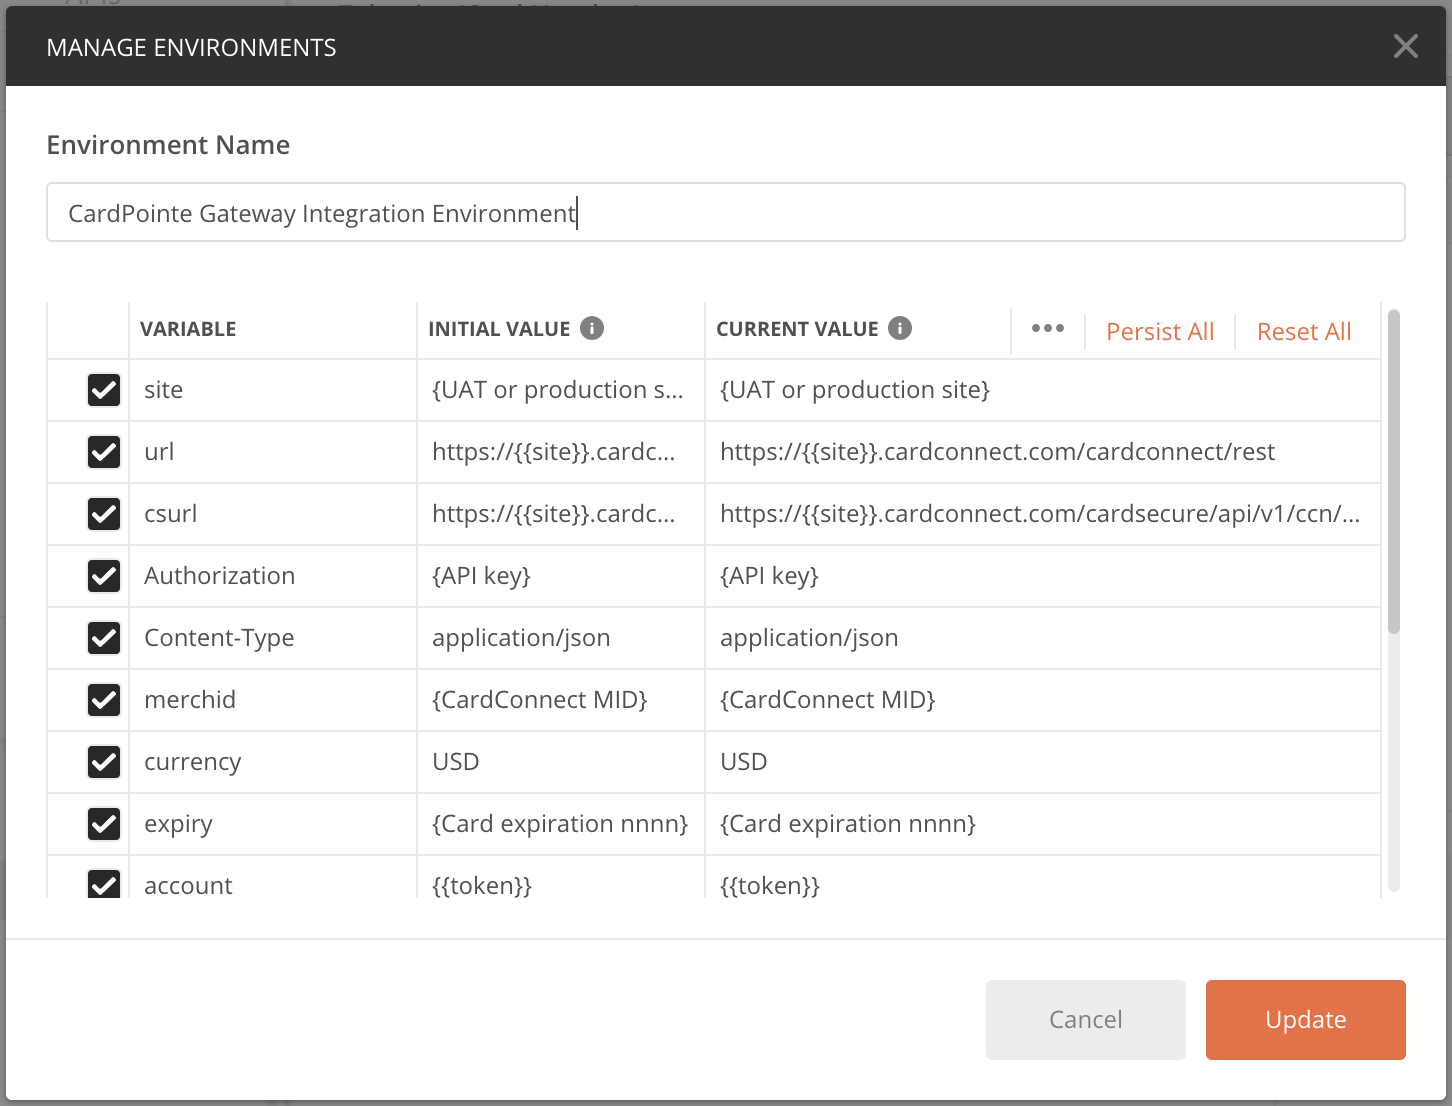 MANAGE ENVIRONMENTS
Environment Name
CardPointe Gateway Integration Environment
VARIABLE INITIAL VALUE CURRENT VALUE ••• Persist All Reset All
site {UAT or production s... {UAT or production site}
url https://{{site}}.cardc... https://{{site}}.cardconnect.com/cardconnect/rest
csurl https://{{site}}.cardc... https://{{site}}.cardconnect.com/cardsecure/api/v1/ccn/...
Authorization {API key} {API key}
Content-Type application/json application/json
merchid {CardConnect MID} {CardConnect MID}
currency USD USD
expiry {Card expiration nnnn} {Card expiration nnnn}
account {{token}} {{token}}
Cancel Update